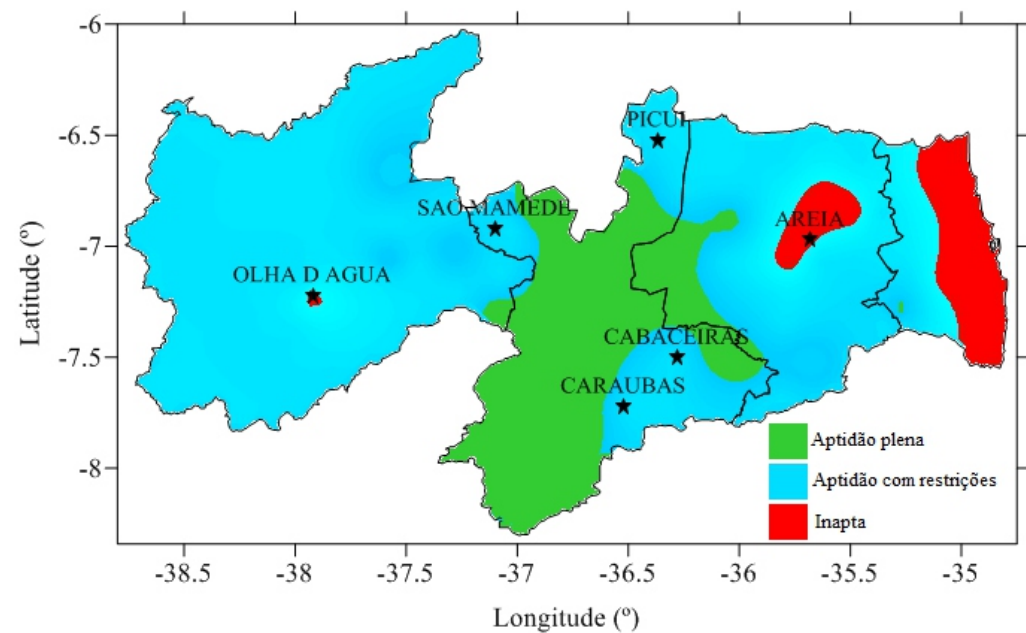 -6
-6.5
-7
-7.5
-8
Latitude (º)
PICUI
SAO MAMEDE
AREIA
OLHA D AGUA
CABACEIRAS
CARAUBAS
Aptidão plena
Aptidão com restrições
Inapta
-38.5 -38 -37.5 -37 -36.5 -36 -35.5 -35
Longitude (º)